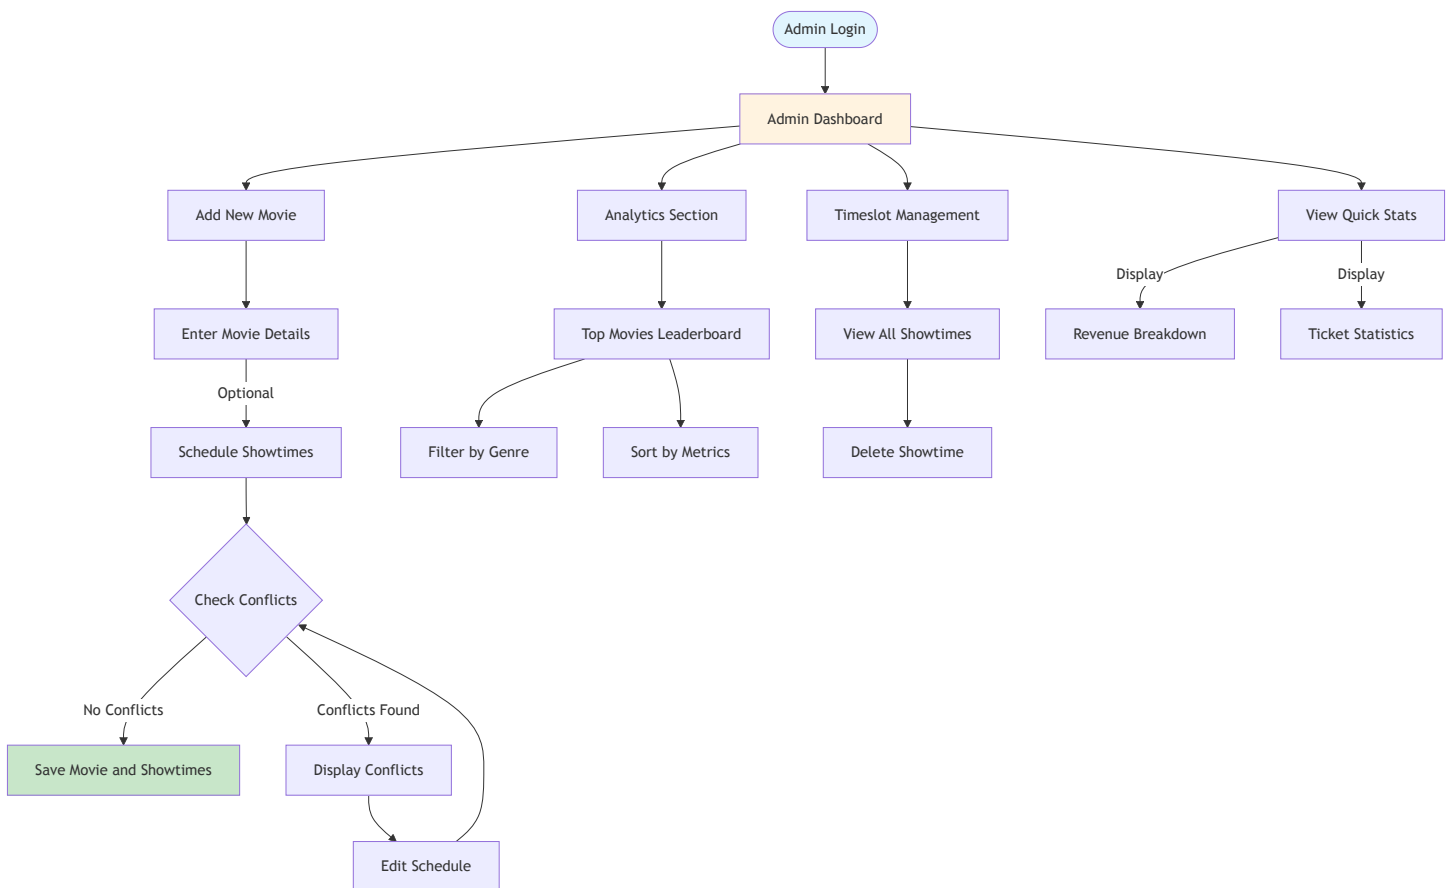 Admin Login
Admin Dashboard
Add New Movie
Analytics Section
Timeslot Management
View Quick Stats
Display
Display
Enter Movie Details
Top Movies Leaderboard
View All Showtimes
Revenue Breakdown
Ticket Statistics
Optional
Schedule Showtimes
Filter by Genre
Sort by Metrics
Delete Showtime
Check Conflicts
No Conflicts
Conflicts Found
Save Movie and Showtimes
Display Conflicts
Edit Schedule